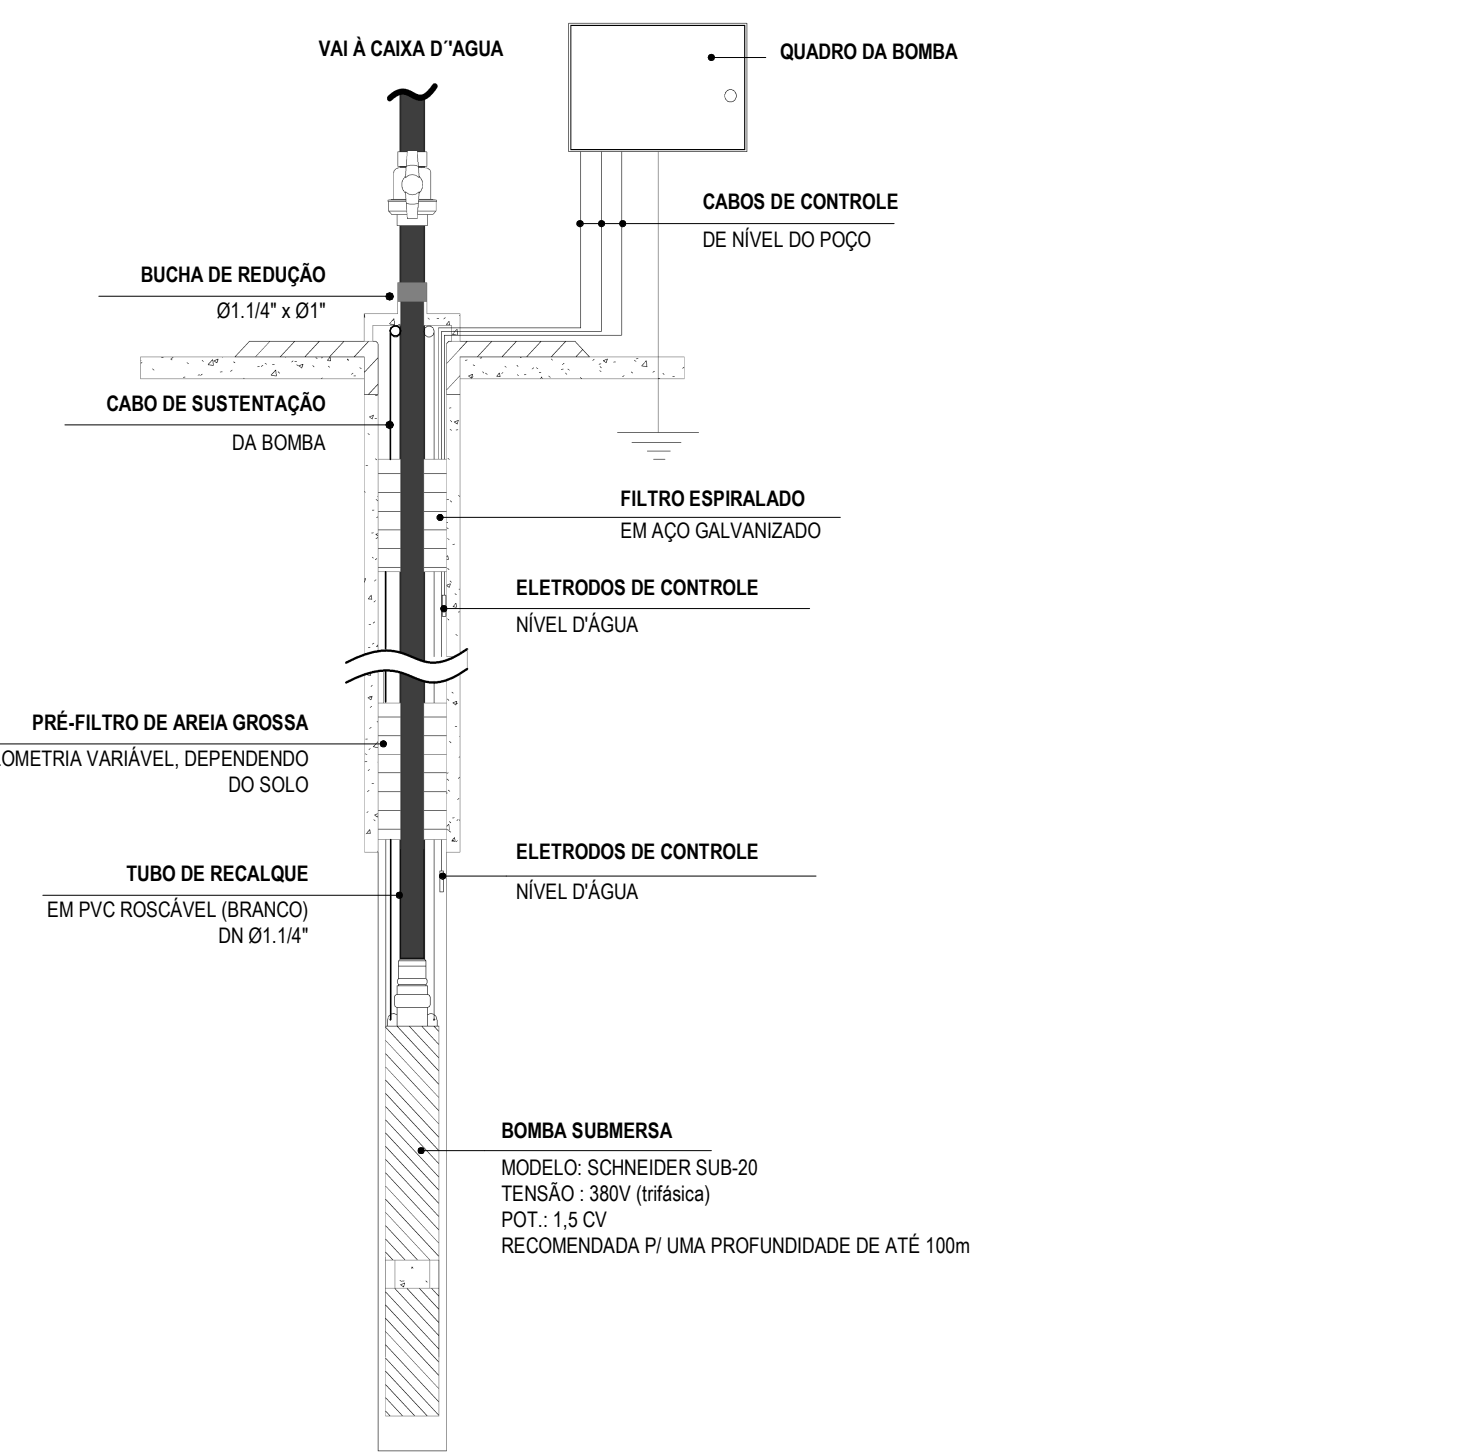 VAI À CAIXA D´'AGUA
QUADRO DA BOMBA
CABOS DE CONTROLE
DE NÍVEL DO POÇO
BUCHA DE REDUÇÃO
Ø1.1/4" x Ø1"
CABO DE SUSTENTAÇÃO
DA BOMBA
FILTRO ESPIRALADO
EM AÇO GALVANIZADO
ELETRODOS DE CONTROLE
NÍVEL D'ÁGUA
PRÉ-FILTRO DE AREIA GROSSA
VARIÁVEL, DEPENDENDO
DO SOLO
ELETRODOS DE CONTROLE
NÍVEL D'ÁGUA
TUBO DE RECALQUE
EM PVC ROSCÁVEL (BRANCO)
DN Ø1.1/4"
BOMBA SUBMERSA
MODELO: SCHNEIDER SUB-20
TENSÃO : 380V (trifásica)
POT.: 1,5 CV
RECOMENDADA P/ UMA PROFUNDIDADE DE ATÉ 100m